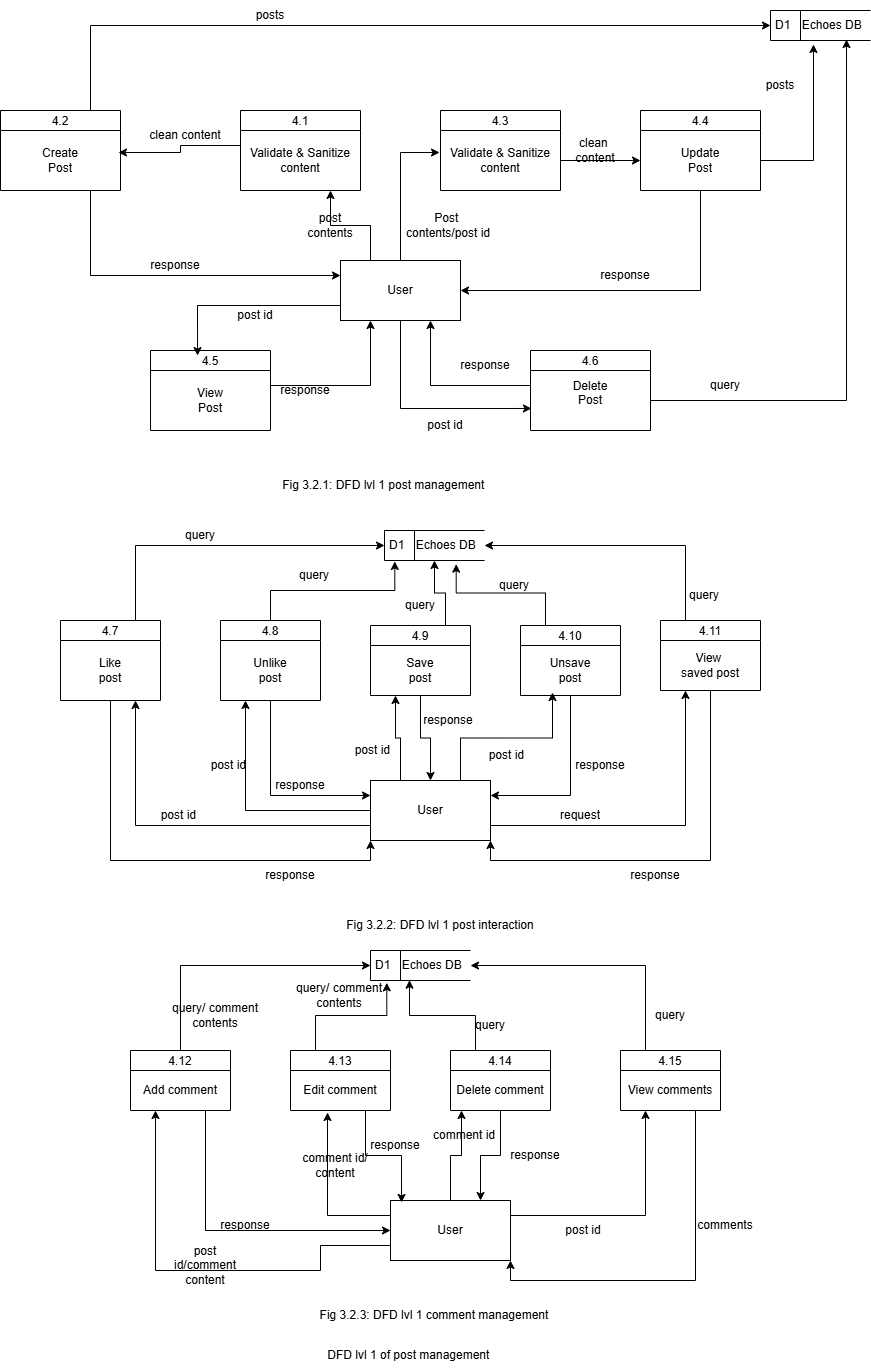 posts
D1
Echoes DB
posts
4.2
Create
Post
clean content
4.1
Validate & Sanitize
content
4.3
Validate & Sanitize
content
clean
content
4.4
Update
Post
post
contents
Post
contents/post id
response
User
response
post id
4.5
View
Post
response
response
post id
4.6
Delete
Post
query
Fig 3.2.1: DFD lvl 1 post management
query
D1
Echoes DB
query
query
query
query
4.7
Like
post
4.8
Unlike
post
4.9
Save
post
4.10
Unsave
post
4.11
View
saved post
post id
response
post id
response
post id
response
post id
User
request
response
response
Fig 3.2.2: DFD lvl 1 post interaction
D1
Echoes DB
query/ comment
contents
query/ comment
contents
query
query
4.12
Add comment
4.13
Edit comment
4.14
Delete comment
4.15
View comments
comment id/
content
response
comment id
response
response
User
post id
comments
post
id/comment
content
Fig 3.2.3: DFD lvl 1 comment management
DFD lvl 1 of post management